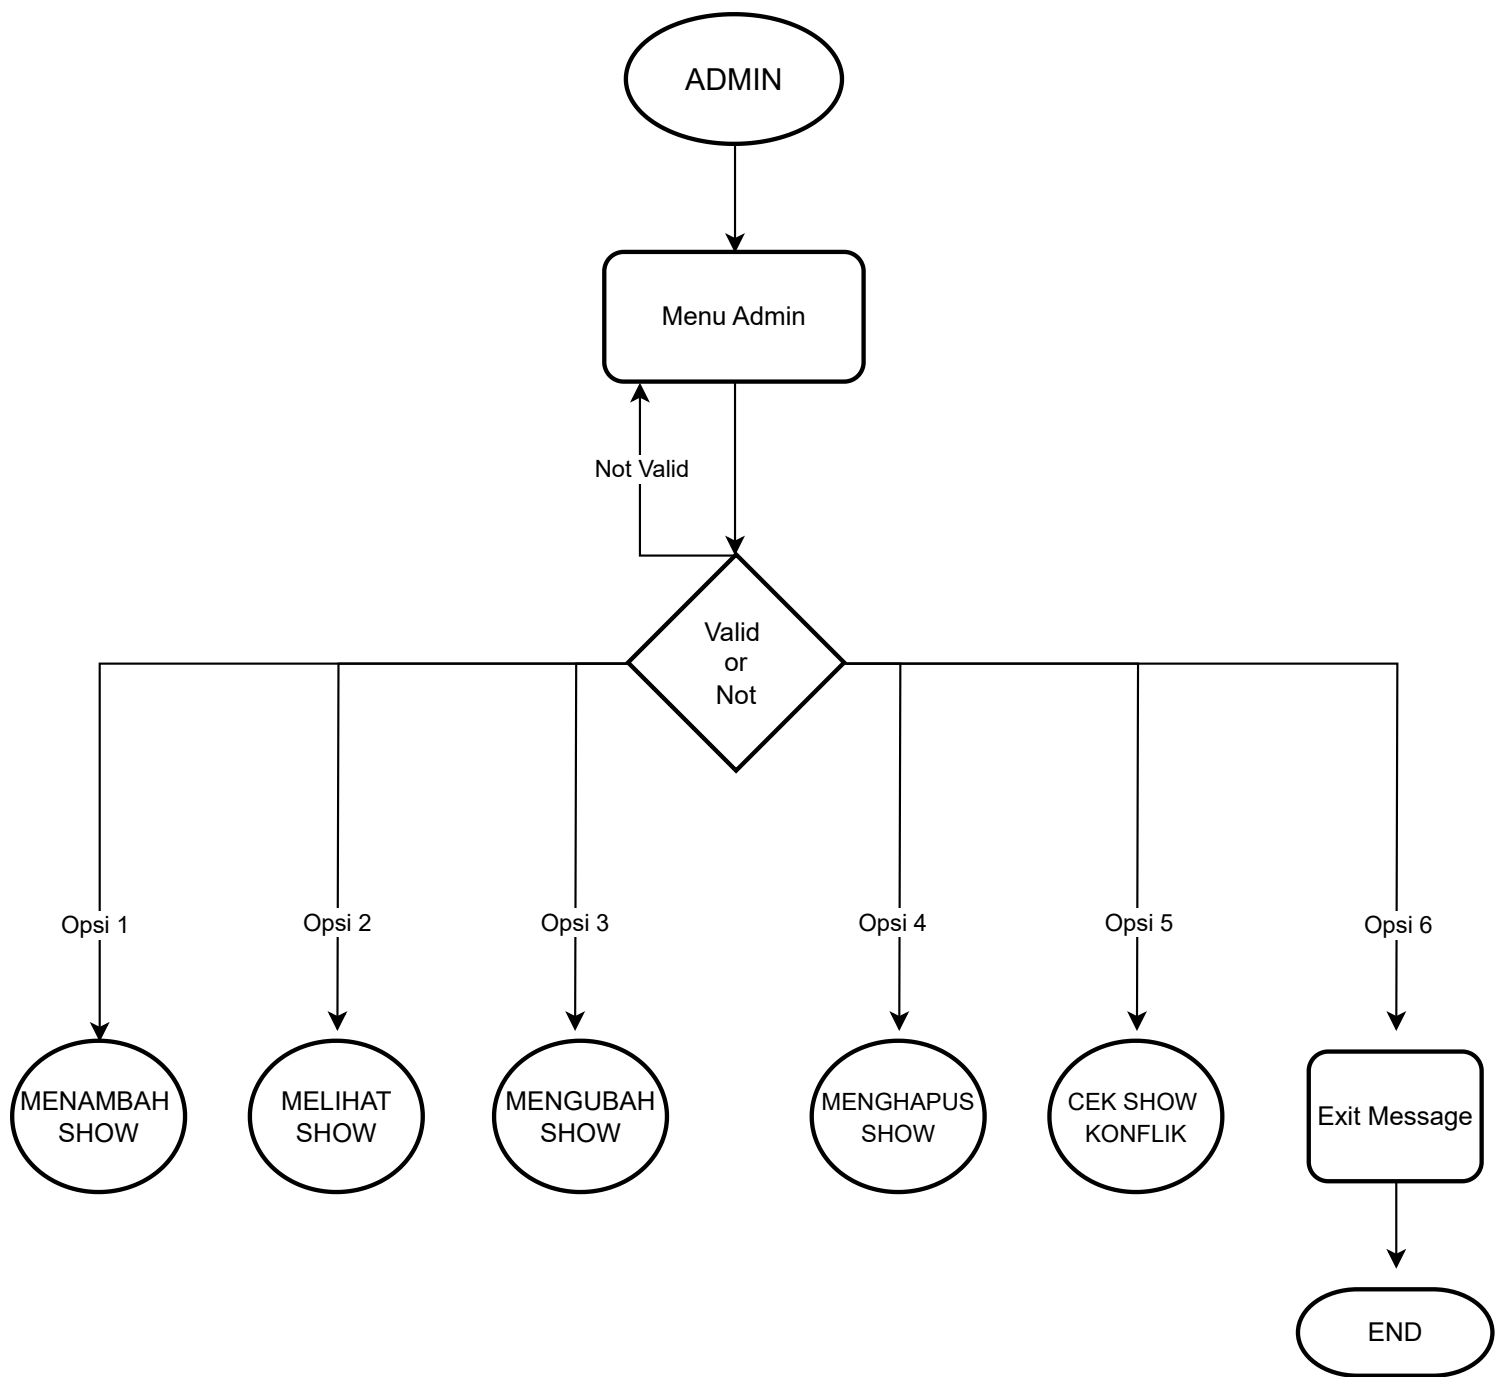 ADMIN
Menu Admin
Not Valid
Valid
or
Not
Opsi 1
Opsi 2
Opsi 3
Opsi 4
Opsi 5
Opsi 6
MENAMBAH
SHOW
MELIHAT
SHOW
MENGUBAH
SHOW
MENGHAPUS
SHOW
CEK SHOW
KONFLIK
Exit Message
END